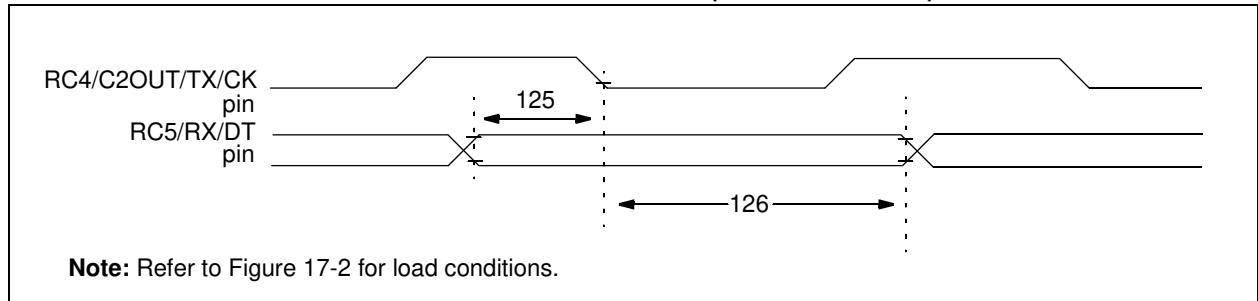 RC4/C2OUT/TX/CK
pin
125
RC5/RX/DT
pin
126
Note: Refer to Figure 17-2 for load conditions.